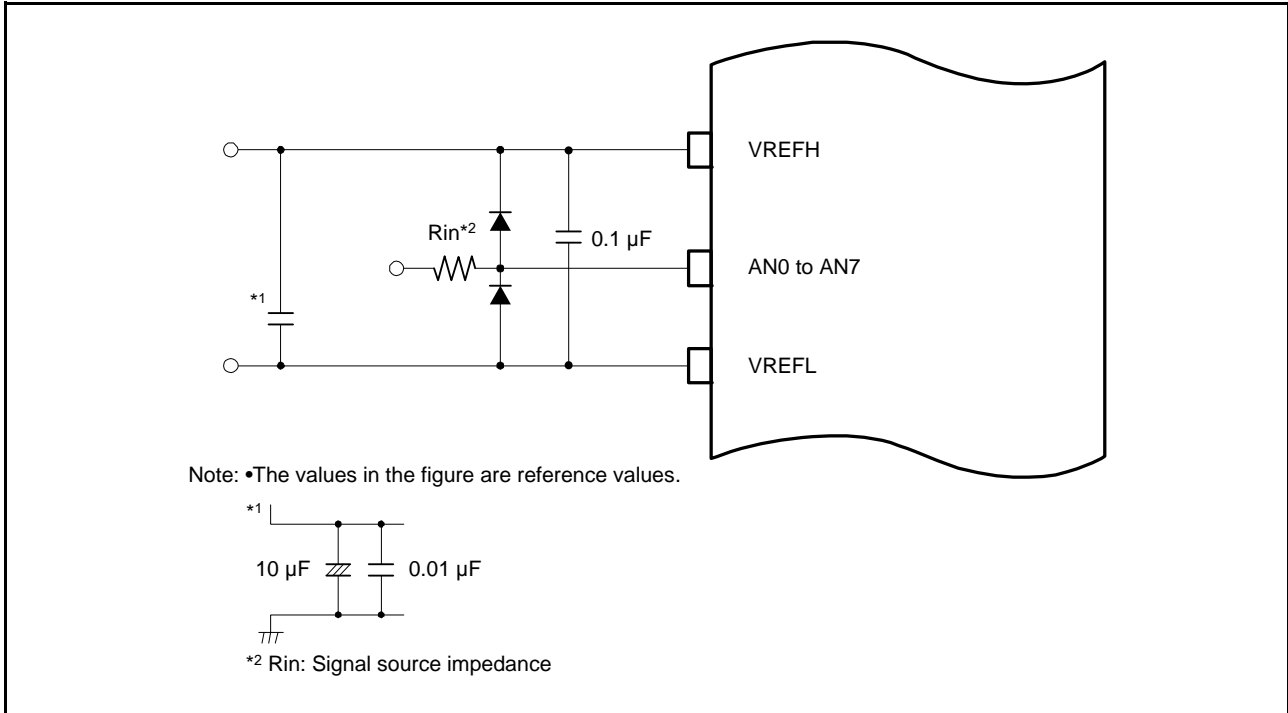 VREFH
Rin*2
0.1 µF
AN0 to AN7
*1
VREFL
Note: •The values in the figure are reference values.
*1
10 µF
0.01 µF
*2 Rin: Signal source impedance